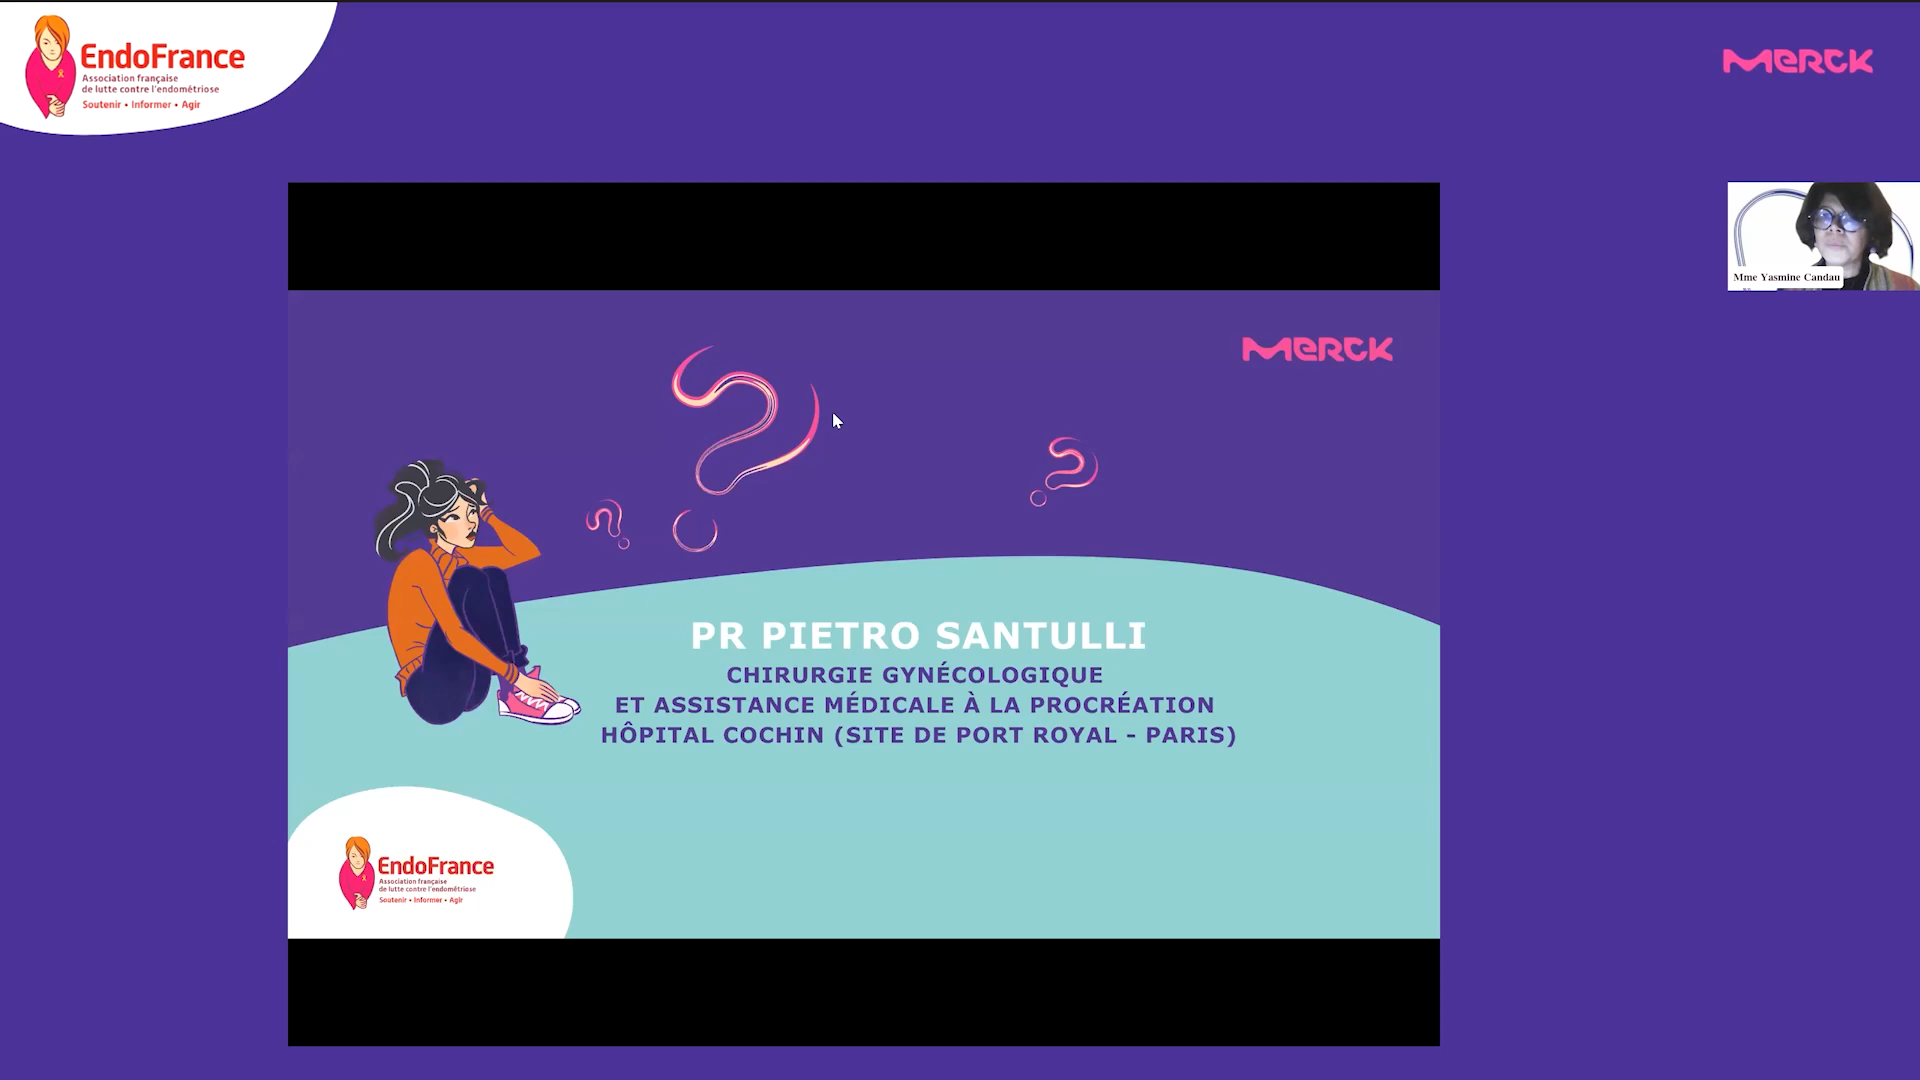 EndoFrance
Association française
de lutte contre l'endométriose
Soutenir • Informer • Agir
MERCK
Mme Yasmine Candau
MERCK
PR PIETRO SANTULLI
CHIRURGIE GYNÉCOLOGIQUE
ET ASSISTANCE MÉDICALE À LA PROCRÉATION
HÔPITAL COCHIN (SITE DE PORT ROYAL - PARIS)
EndoFrance
Association française
de lutte contre l'endométriose
Soutenir • Informer • Agir